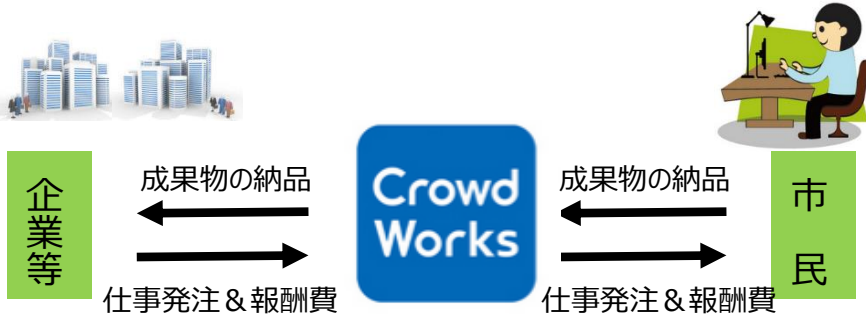 企業等
成果物の納品
仕事発注＆報酬費
Crowd
Works
成果物の納品
仕事発注＆報酬費
市民